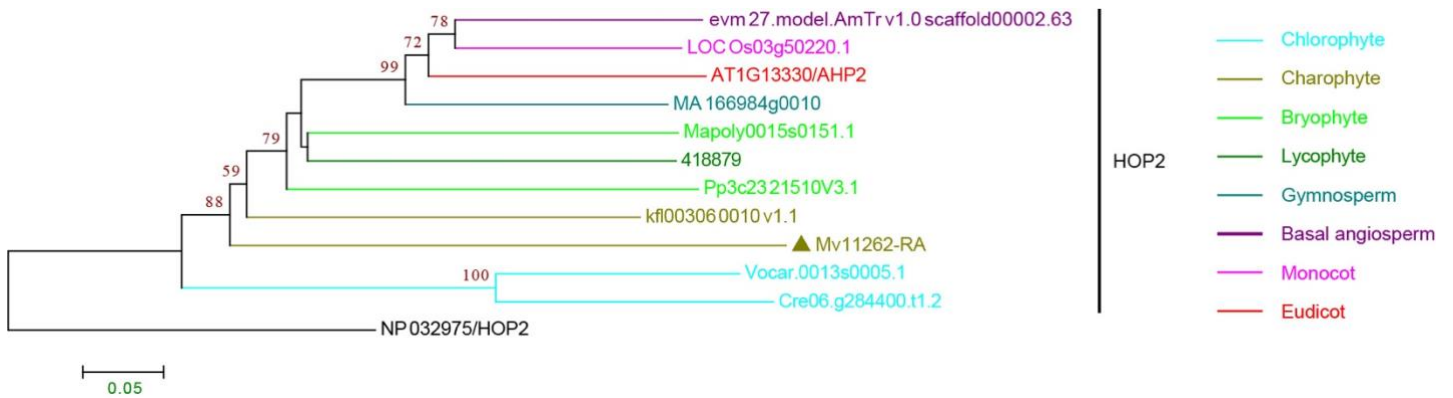 78
evm 27.model.AmTr v1.0 scaffold00002.63
72
LOC Os03g50220.1
99
AT1G13330/AHP2
MA 166984g0010
79
Mapoly0015s0151.1
418879
59
Pp3c23 21510V3.1
88
kfl00306 0010 v1.1
Mv11262-RA
100
Vocar.0013s0005.1
Cre06.g284400.t1.2
NP 032975/HOP2
0.05
HOP2
Chlorophyte
Charophyte
Bryophyte
Lycophyte
Gymnosperm
Basal angiosperm
Monocot
Eudicot